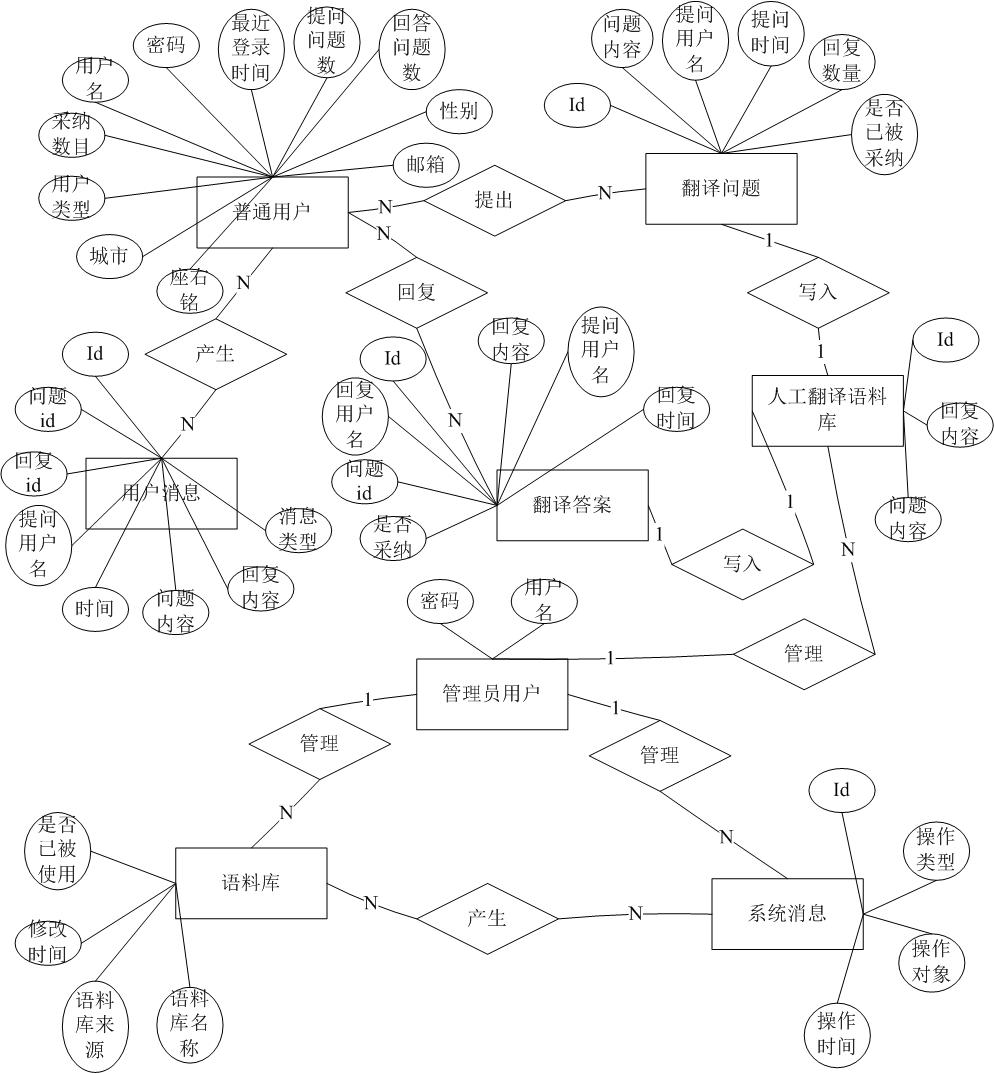 密码
最近
登录
时间
提问
问题
数
回答
问题
数
用户
名
采纳
数目
用户
类型
城市
座右
铭
性别
邮箱
普通用户
N
提出
N
问题
内容
提问
用户
名
提问
时间
回复
数量
Id
是否
已被
采纳
翻译问题
N
回复
N
1
写入
1
N
产生
N
Id
问题
id
回复
id
提问
用户
名
时间
问题
内容
回复
内容
消息
类型
用户消息
Id
回复
内容
提问
用户
名
回复
用户
名
回复
时间
问题
id
是否
采纳
翻译答案
人工翻译语料
库
Id
回复
内容
问题
内容
1
写入
1
N
密码
用户
名
管理员用户
1
管理
1
管理
N
1
管理
N
是否
已被
使用
修改
时间
语料
库来
源
语料
库名
称
语料库
N
产生
N
系统消息
Id
操作
类型
操作
对象
操作
时间